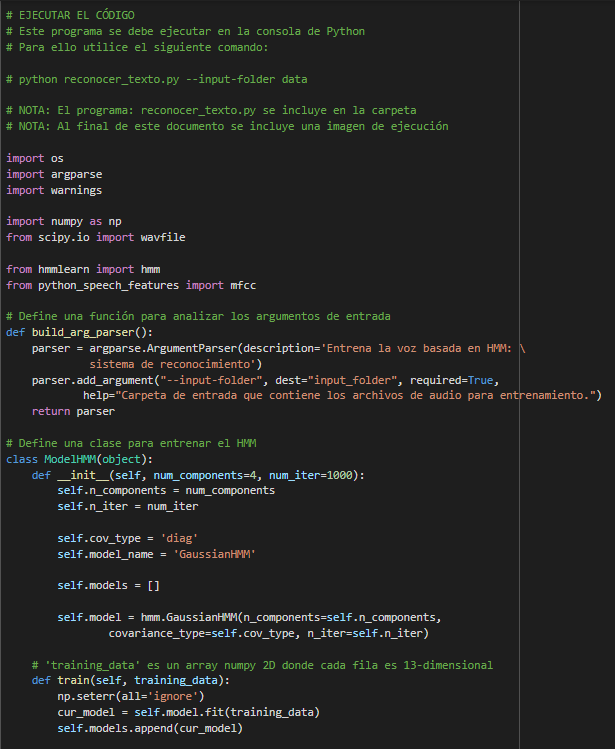 # EJECUTAR EL CÓDIGO
# Este programa se debe ejecutar en la consola de Python
# Para ello utilice el siguiente comando:
# python reconocer_texto.py --input-folder data
# NOTA: El programa: reconocer_texto.py se incluye en la carpeta
# NOTA: Al final de este documento se incluye una imagen de ejecución
import os
import argparse
import warnings
import numpy as np
from scipy.io import wavfile
from hmmlearn import hmm
from python_speech_features import mfcc
# Define una función para analizar los argumentos de entrada
def build_arg_parser():
    parser = argparse.ArgumentParser(description='Entrena la voz basada en HMM: \
             sistema de reconocimiento')
    parser.add_argument("--input-folder", dest="input_folder", required=True,
            help="Carpeta de entrada que contiene los archivos de audio para entrenamiento.")
    return parser
# Define una clase para entrenar el HMM
class ModelHMM(object):
    def __init__(self, num_components=4, num_iter=1000):
        self.n_components = num_components
        self.n_iter = num_iter
        self.cov_type = 'diag'
        self.model_name = 'GaussianHMM'
        self.models = []
        self.model = hmm.GaussianHMM(n_components=self.n_components,
                covariance_type=self.cov_type, n_iter=self.n_iter)
    # 'training_data' es un array numpy 2D donde cada fila es 13-dimensional
    def train(self, training_data):
        np.seterr(all='ignore')
        cur_model = self.model.fit(training_data)
        self.models.append(cur_model)